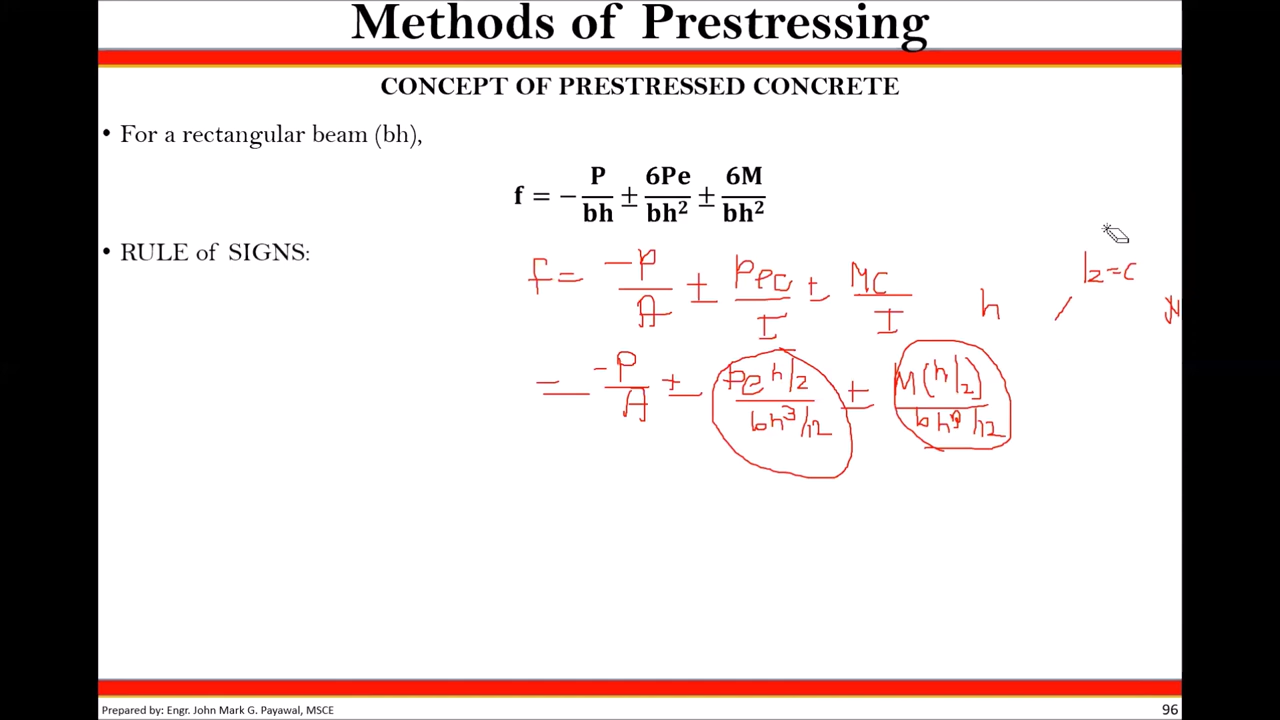 Methods of Prestressing
CONCEPT OF PRESTRESSED CONCRETE
• For a rectangular beam (bh),
f = − P/bh ± 6Pe/bh² ± 6M/bh²
• RULE of SIGNS:
f = -P/A ± Pec/I ± Mc/I
h
/2 = c
= -P/A ± Pe h/2 / bh³/12 ± M(h/2) / bh³/12
Prepared by: Engr. John Mark G. Payawal, MSCE
96